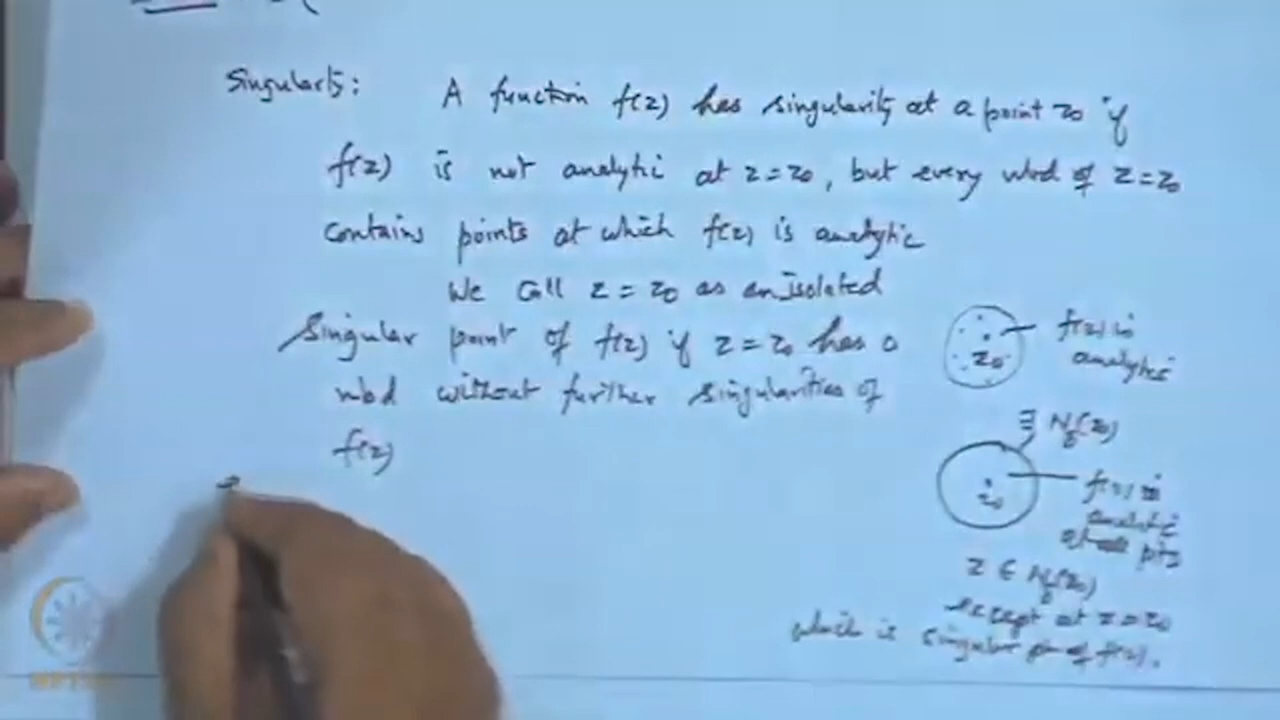 Singularity: A function f(z) has singularity at a point z0 if
f(z) is not analytic at z = z0, but every nbd of z = z0
contains points at which f(z) is analytic
We call z = z0 as an isolated
Singular point of f(z) if z = z0 has a
nbd without further singularities of
f(z)
z0
f(z) is
analytic
∃ Nδ(z0)
z0
f(z) is
analytic
at all pts
z ∈ Nδ(z0)
except at z = z0
which is singular pt of f(z).